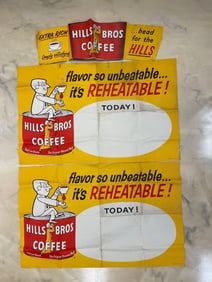 EXTRA RICH
HILLS BROS
COFFEE
...head
for the
HILLS
flavor so unbeatable...
it's REHEATABLE!
TODAY!
HILLS BROS
COFFEE
flavor so unbeatable...
it's REHEATABLE!
TODAY!
HILLS BROS
COFFEE